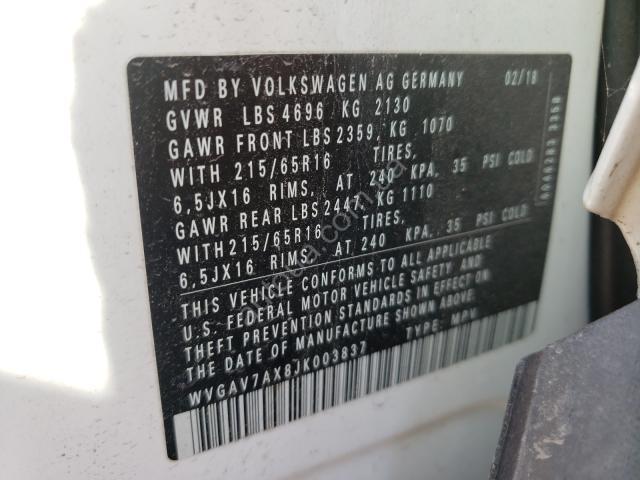 MFD BY VOLKSWAGEN AG GERMANY 02/18
GVWR LBS 4696 KG 2130
GAWR FRONT LBS 2359, KG 1070
WITH 215/65R16 TIRES,
6,5JX16 RIMS, AT 240 KPA, 35 PSI COLD
GAWR REAR LBS 2447, KG 1110
WITH 215/65R16 TIRES,
6,5JX16 RIMS, AT 240 KPA., 35 PSI COLD
THIS VEHICLE CONFORMS TO ALL APPLICABLE
U.S. FEDERAL MOTOR VEHICLE SAFETY AND
THEFT PREVENTION STANDARDS IN EFFECT ON
THE DATE OF MANUFACTURE SHOWN ABOVE.
WVGAV7AX8JK003837 TYPE: MPV